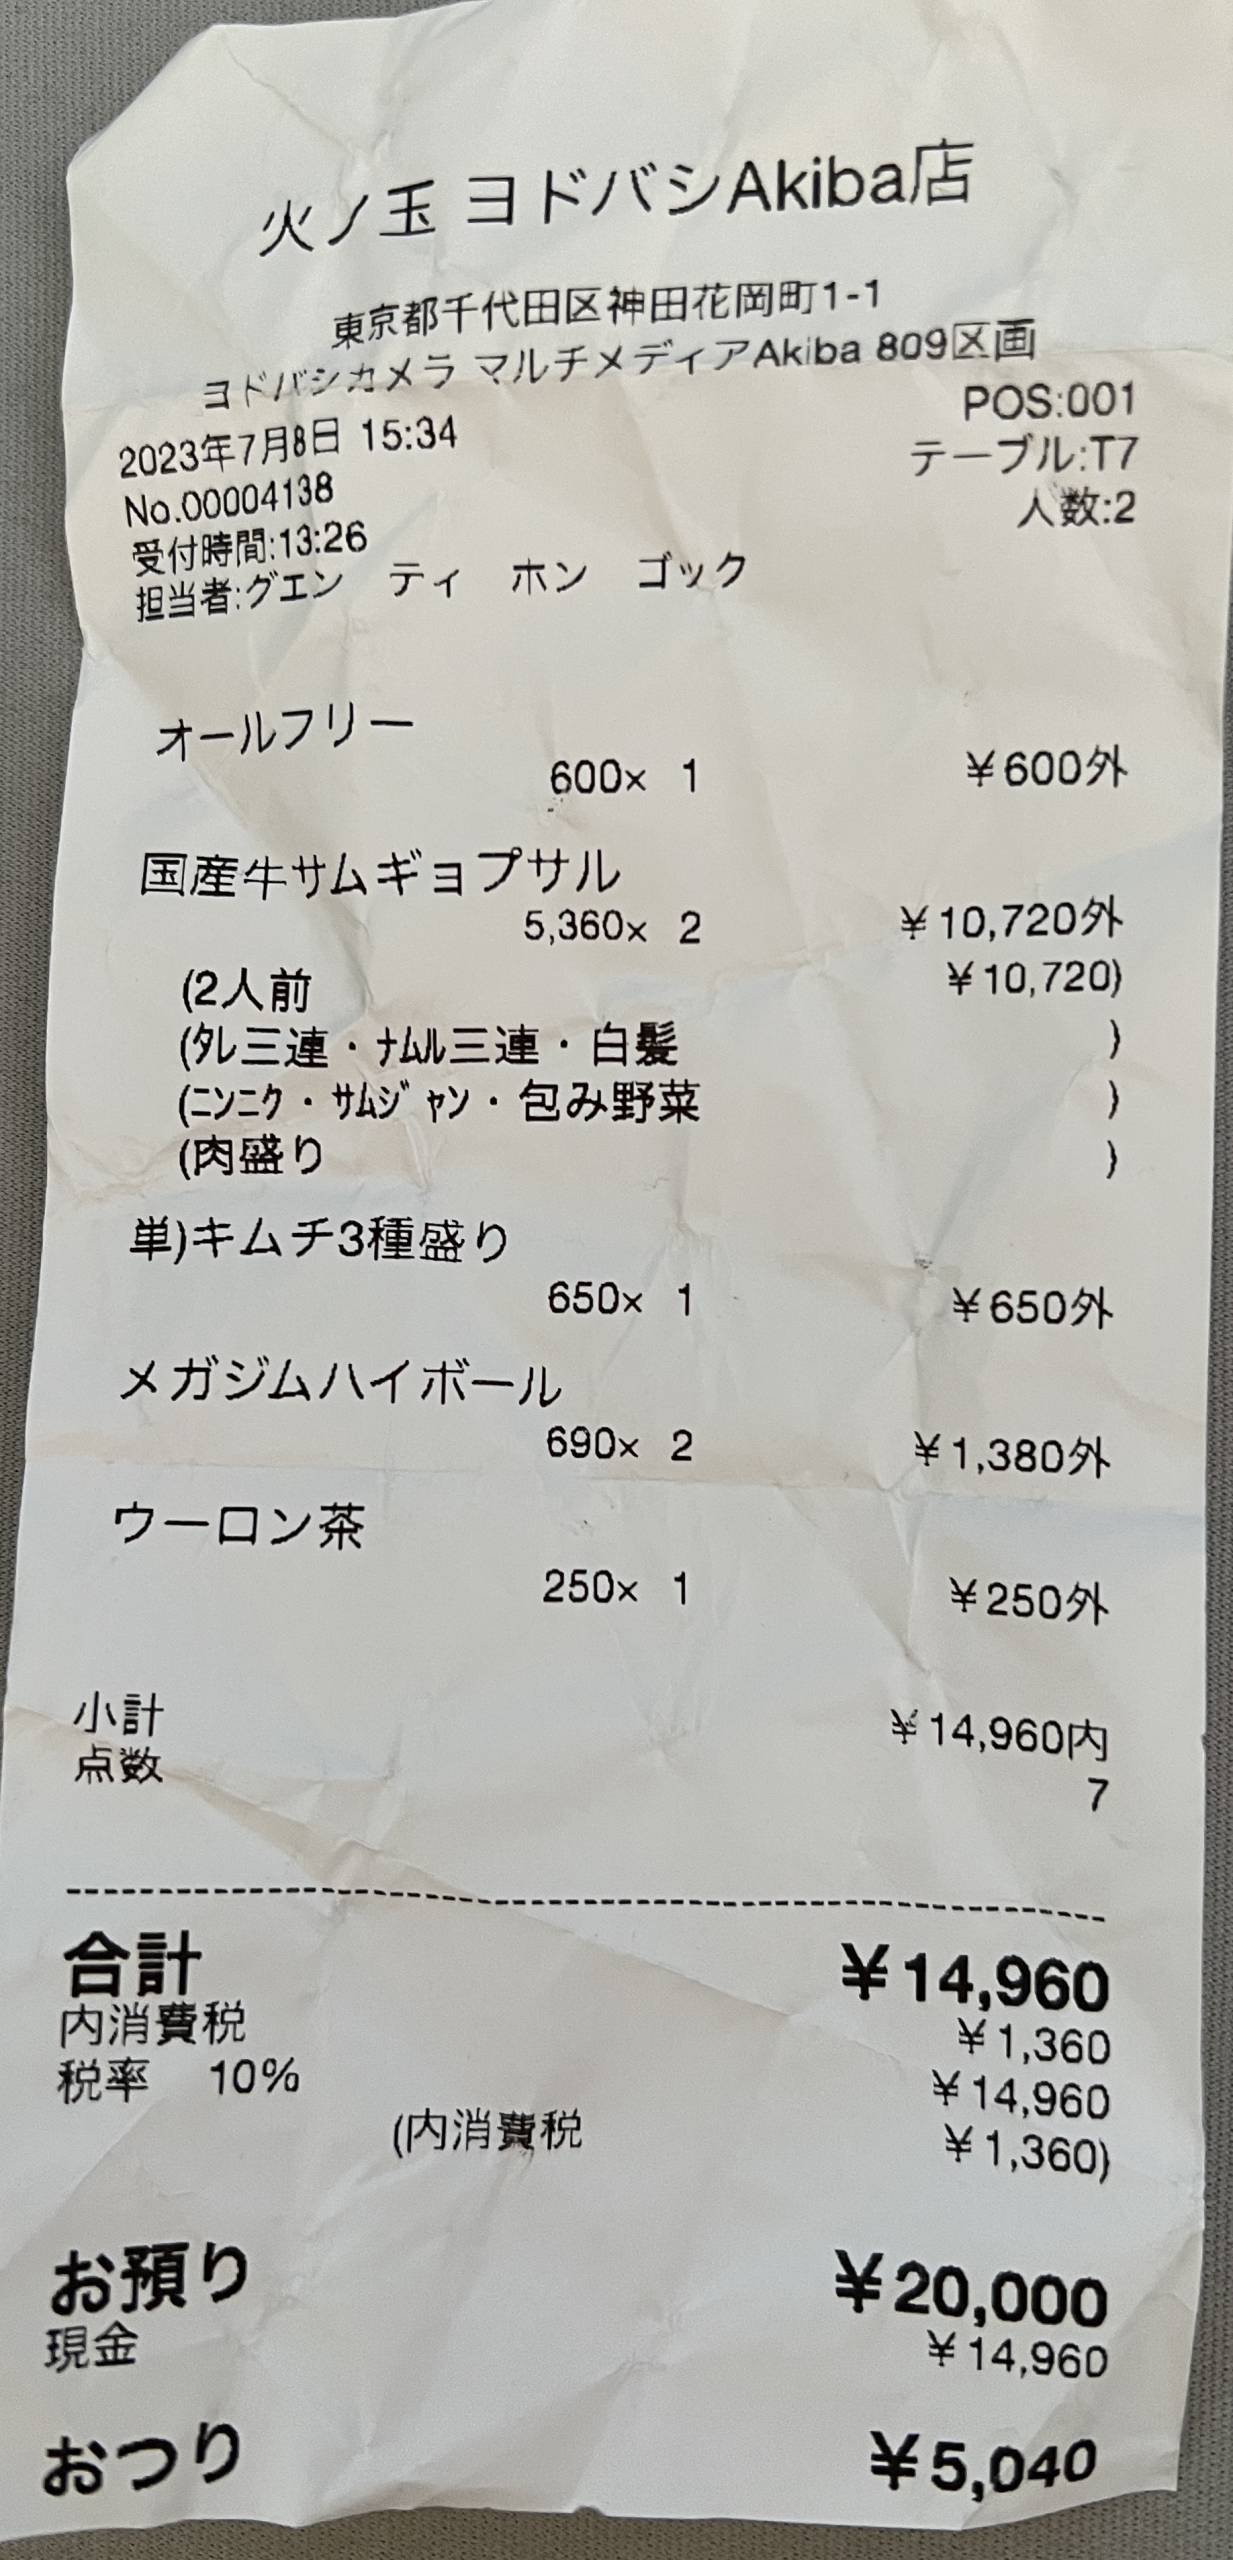 火ノ玉 ヨドバシAkiba店
東京都千代田区神田花岡町1-1
ヨドバシカメラ マルチメディアAkiba 809区画
POS:001
2023年7月8日 15:34
テーブル:T7
No.00004138
人数:2
受付時間:13:26
担当者:グエン ティ ホン ゴック
オールフリー
600× 1 ¥600外
国産牛サムギョプサル
5,360× 2 ¥10,720外
(2人前 ¥10,720)
(ﾀﾚ三連・ﾅﾑﾙ三連・白髪 )
(ﾆﾝﾆｸ・ｻﾑｼﾞｬﾝ・包み野菜 )
(肉盛り )
単)キムチ3種盛り
650× 1 ¥650外
メガジムハイボール
690× 2 ¥1,380外
ウーロン茶
250× 1 ¥250外
小計 ¥14,960内
点数 7
合計 ¥14,960
内消費税 ¥1,360
税率 10% ¥14,960
(内消費税 ¥1,360)
お預り ¥20,000
現金 ¥14,960
おつり ¥5,040